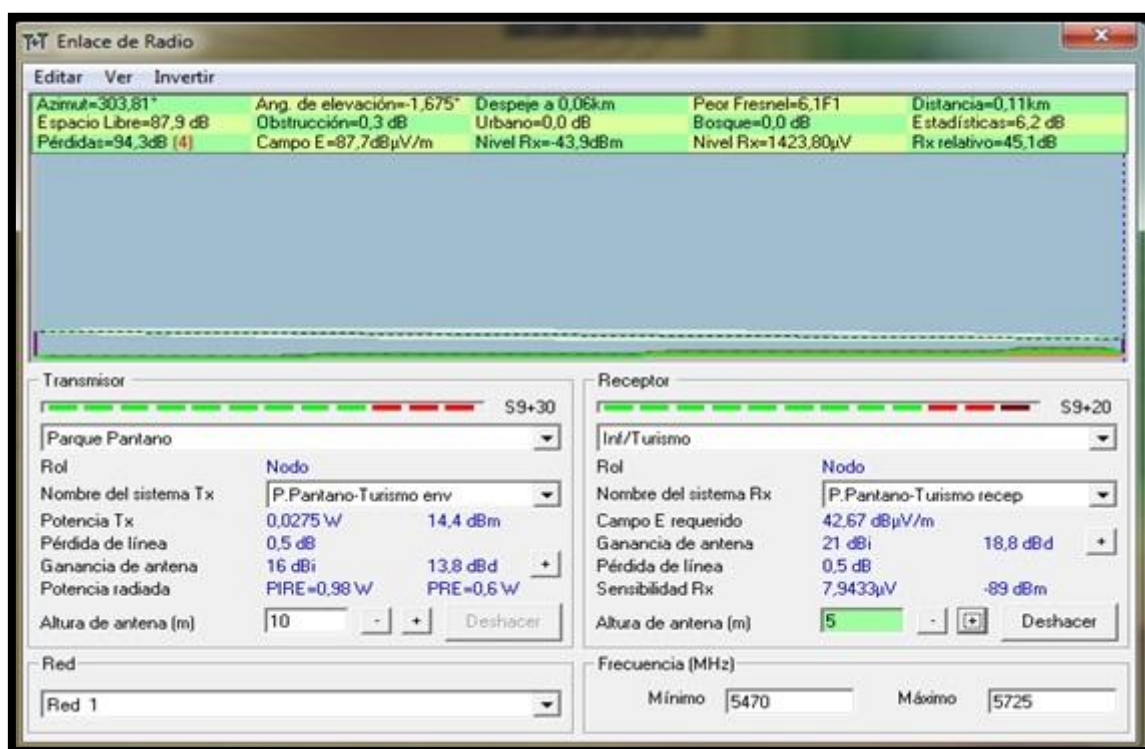 Enlace de Radio
Editar Ver Invertir
Azimut=303,81° Ang. de elevación=-1,675° Despeje a 0,06km Peor Fresnel=6,1F1 Distancia=0,11km
Espacio Libre=87,9 dB Obstrucción=0,3 dB Urbano=0,0 dB Bosque=0,0 dB Estadísticas=6,2 dB
Pérdidas=94,3dB (4) Campo E=87,7dBµV/m Nivel Rx=-43,9dBm Nivel Rx=1423,80µV Rx relativo=45,1dB
Transmisor
S9+30
Parque Pantano
Rol Nodo
Nombre del sistema Tx P.Pantano-Turismo env
Potencia Tx 0,0275 W 14,4 dBm
Pérdida de línea 0,5 dB
Ganancia de antena 16 dBi 13,8 dBd +
Potencia radiada PIRE=0,98 W PRE=0,6 W
Altura de antena (m) 10 - + Deshacer
Red
Red 1
Receptor
S9+20
Inf/Turismo
Rol Nodo
Nombre del sistema Rx P.Pantano-Turismo recep
Campo E requerido 42,67 dBµV/m
Ganancia de antena 21 dBi 18,8 dBd +
Pérdida de línea 0,5 dB
Sensibilidad Rx 7,9433µV -89 dBm
Altura de antena (m) 5 - + Deshacer
Frecuencia (MHz)
Mínimo 5470 Máximo 5725